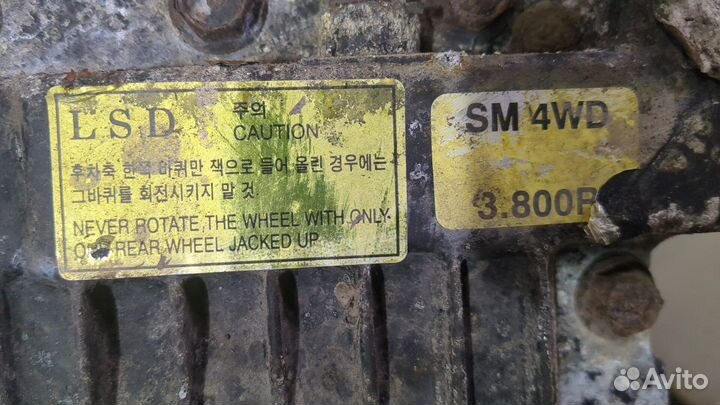 L S D
주의
CAUTION
후차축 한쪽 바퀴만 잭으로 들어 올린 경우에는
그바퀴를 회전시키지 말 것
NEVER ROTATE THE WHEEL WITH ONLY
ONE REAR WHEEL JACKED UP
SM 4WD
3.800R
Avito